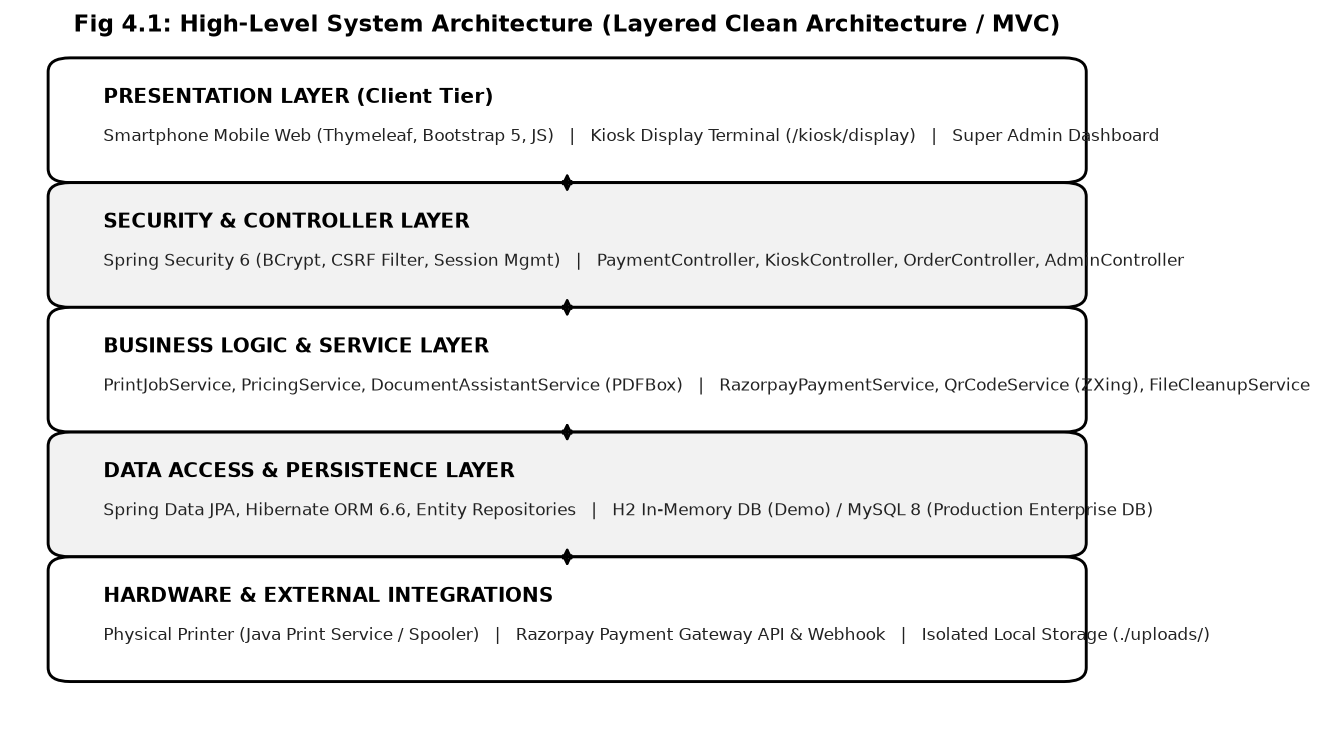 Fig 4.1: High-Level System Architecture (Layered Clean Architecture / MVC)
PRESENTATION LAYER (Client Tier)
Smartphone Mobile Web (Thymeleaf, Bootstrap 5, JS) | Kiosk Display Terminal (/kiosk/display) | Super Admin Dashboard
SECURITY & CONTROLLER LAYER
Spring Security 6 (BCrypt, CSRF Filter, Session Mgmt) | PaymentController, KioskController, OrderController, AdminController
BUSINESS LOGIC & SERVICE LAYER
PrintJobService, PricingService, DocumentAssistantService (PDFBox) | RazorpayPaymentService, QrCodeService (ZXing), FileCleanupService
DATA ACCESS & PERSISTENCE LAYER
Spring Data JPA, Hibernate ORM 6.6, Entity Repositories | H2 In-Memory DB (Demo) / MySQL 8 (Production Enterprise DB)
HARDWARE & EXTERNAL INTEGRATIONS
Physical Printer (Java Print Service / Spooler) | Razorpay Payment Gateway API & Webhook | Isolated Local Storage (./uploads/)